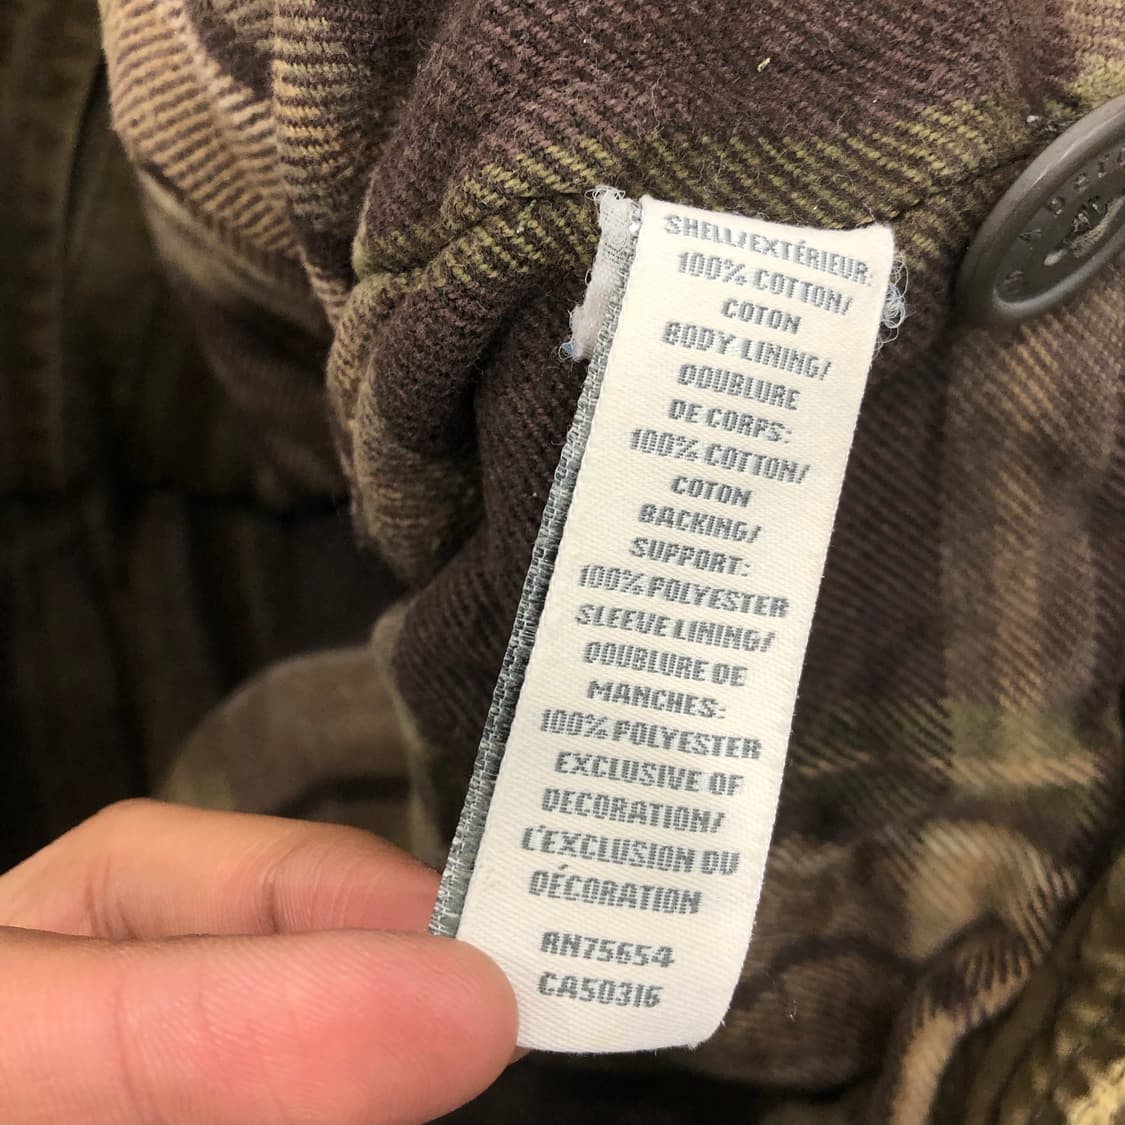 SHELL/EXTÉRIEUR:
100% COTTON/
COTON
BODY LINING/
DOUBLURE
DE CORPS:
100% COTTON/
COTON
BACKING/
SUPPORT:
100% POLYESTER
SLEEVE LINING/
DOUBLURE DE
MANCHES:
100% POLYESTER
EXCLUSIVE OF
DECORATION/
L'EXCLUSION DU
DÉCORATION
RN75654
CA50316